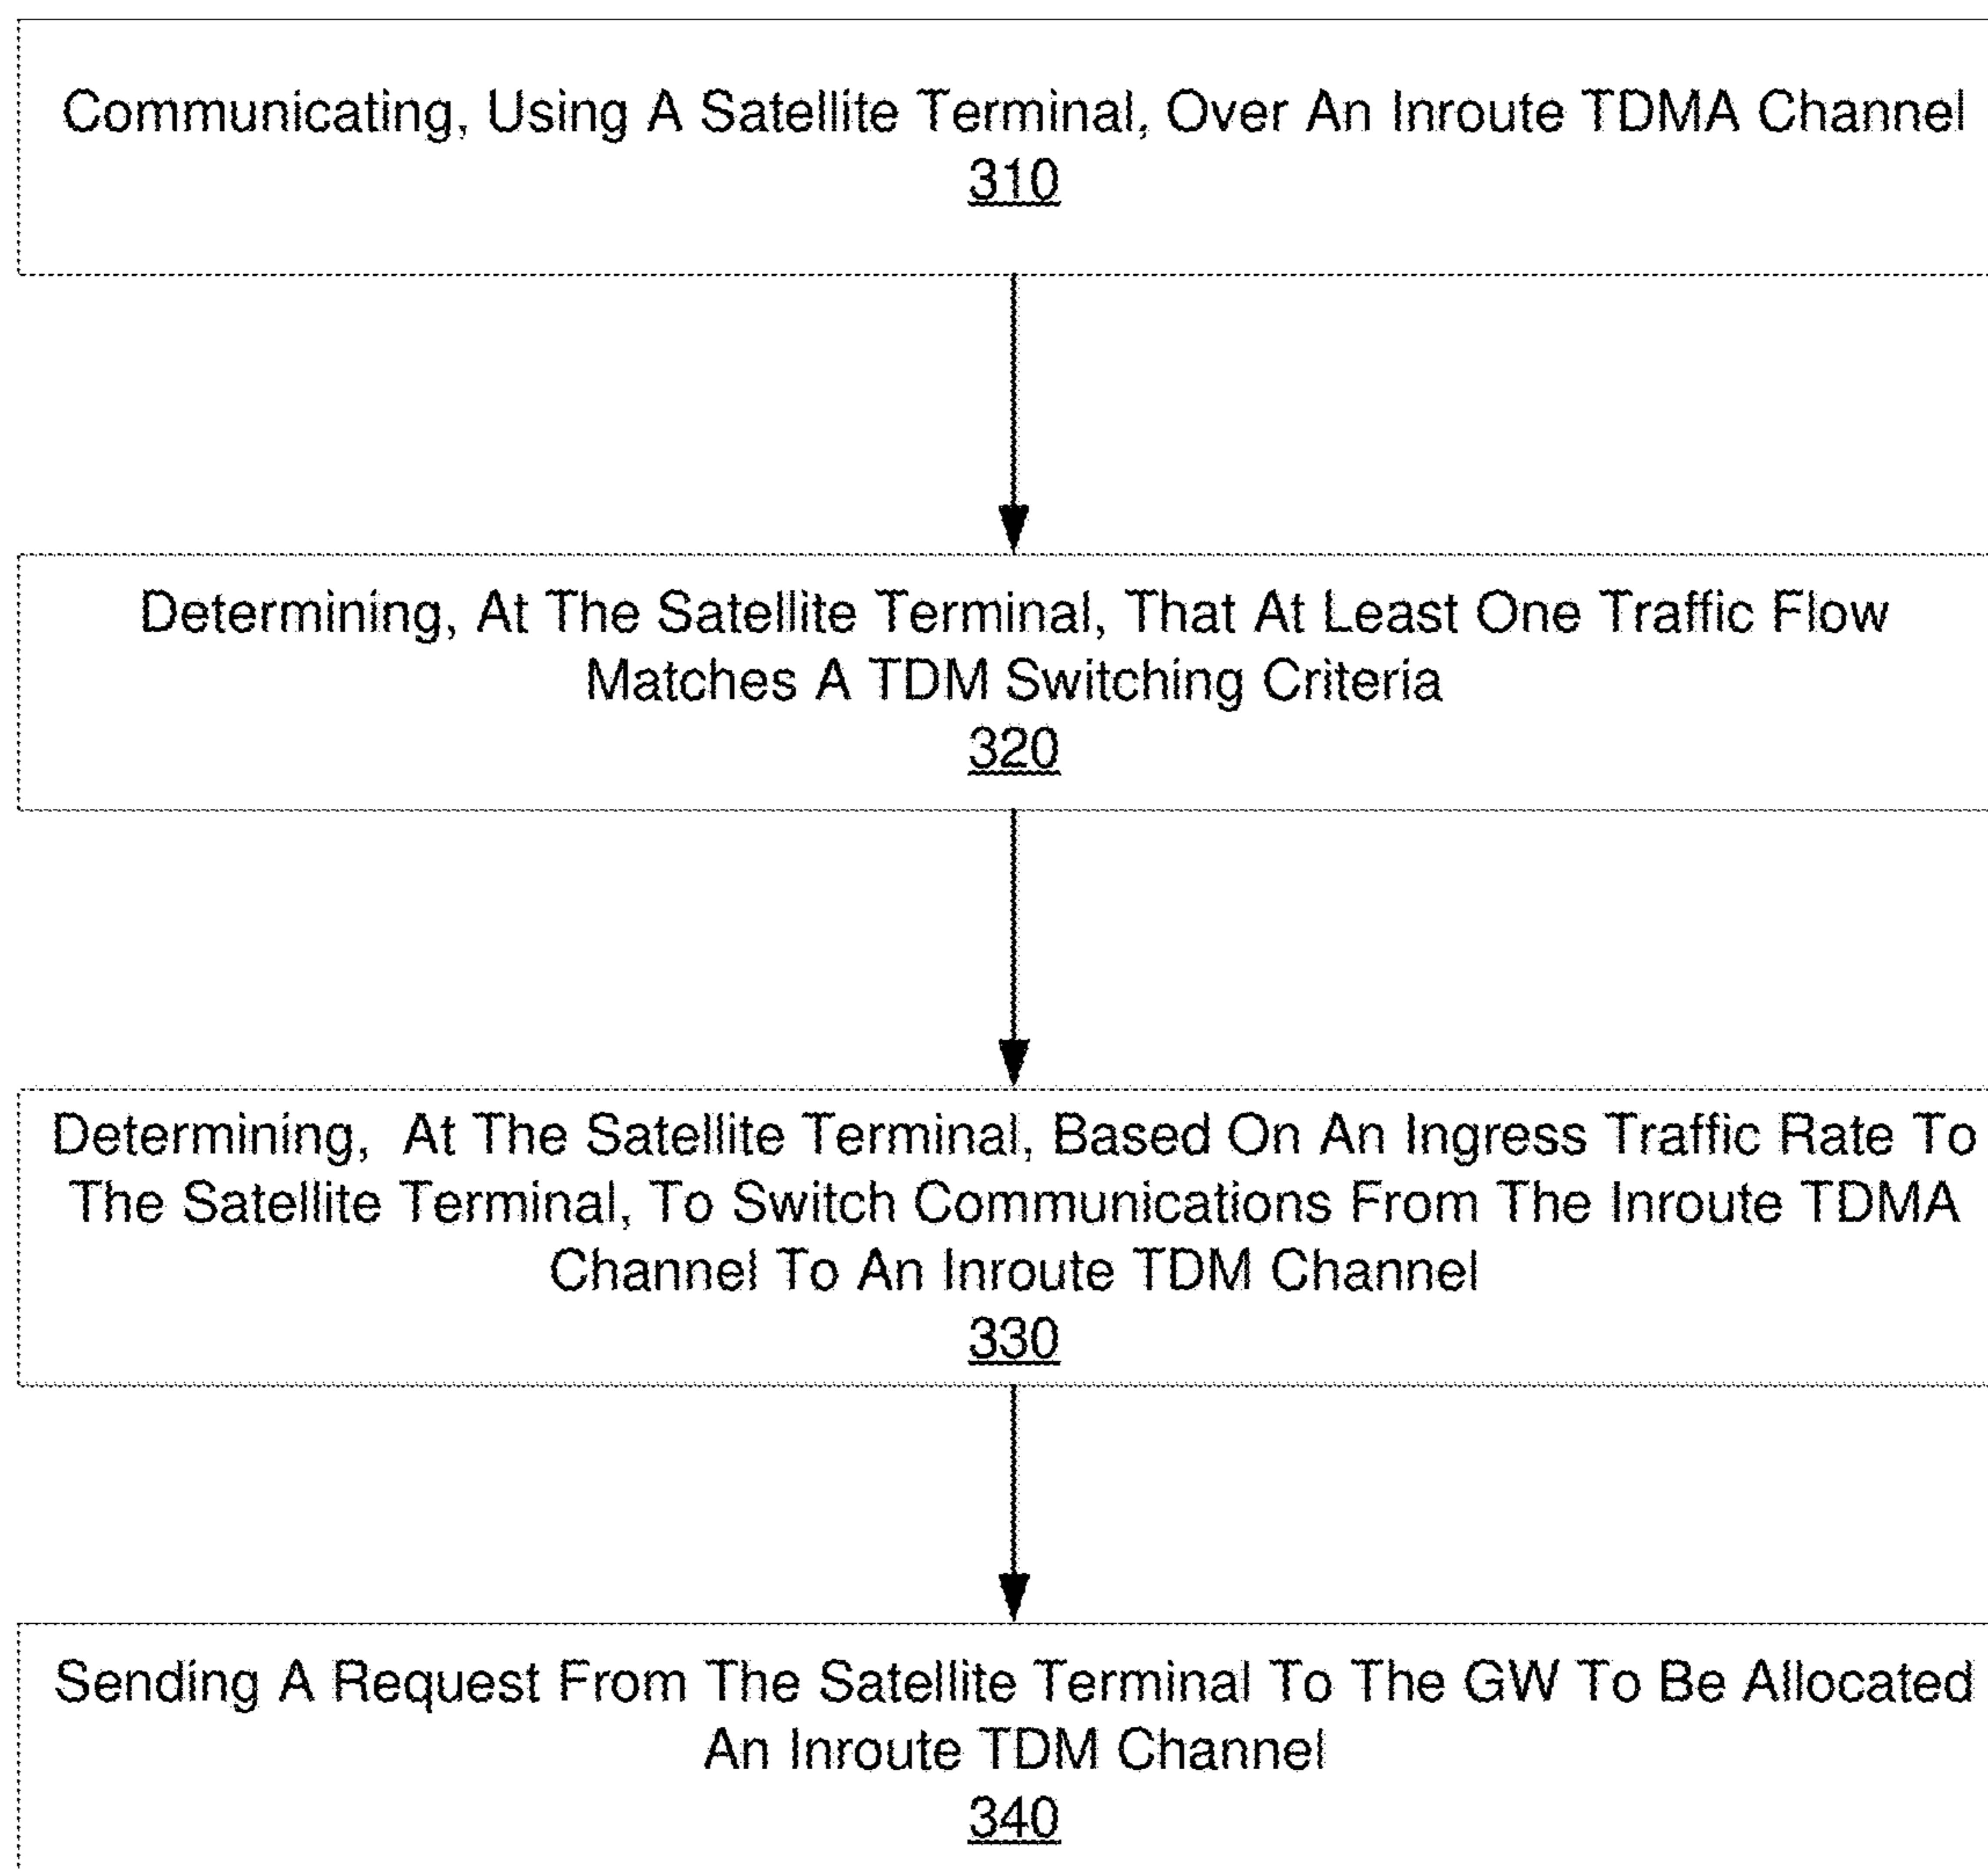 Communicating, Using A Satellite Terminal, Over An Inroute TDMA Channel
310
Determining, At The Satellite Terminal, That At Least One Traffic Flow
Matches A TDM Switching Criteria
320
Determining, At The Satellite Terminal, Based On An Ingress Traffic Rate To
The Satellite Terminal, To Switch Communications From The Inroute TDMA
Channel To An Inroute TDM Channel
330
Sending A Request From The Satellite Terminal To The GW To Be Allocated
An Inroute TDM Channel
340